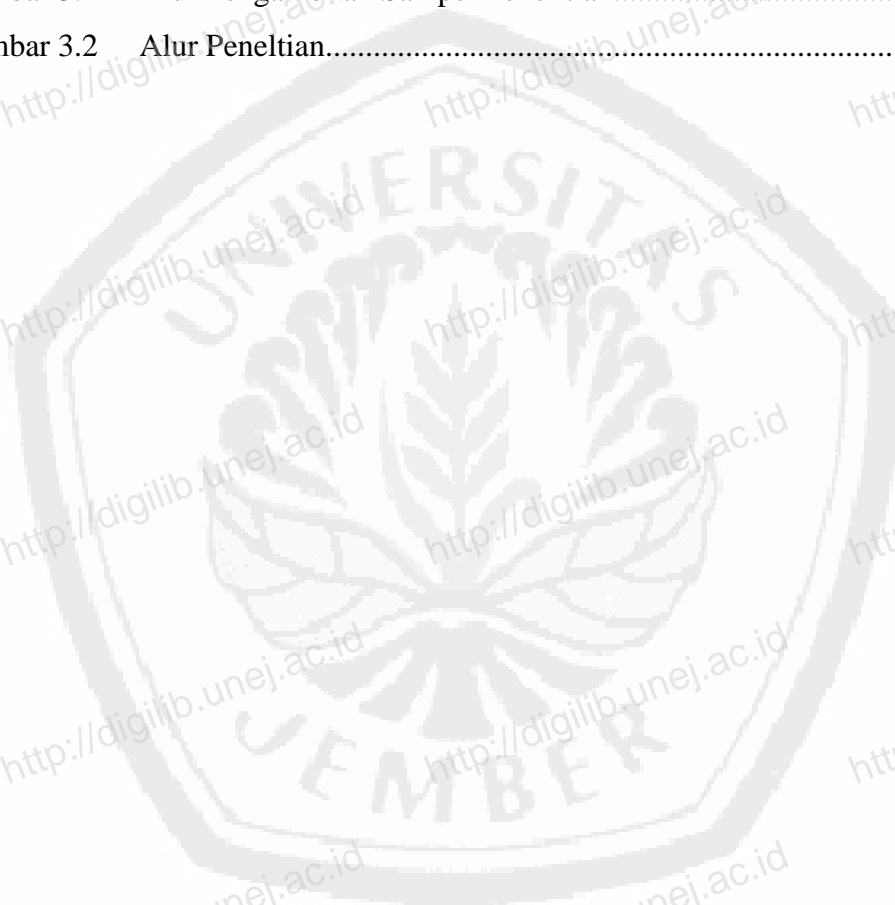 mbar 3.2 Alur Peneltian......................................................................
http://digilib.unej.ac.id
http://digilib.unej.ac.id
UNIVERSITAS
http://digilib.unej.ac.id
http://digilib.unej.ac.id
http://digilib.unej.ac.id
http://digilib.unej.ac.id
http://digilib.unej.ac.id
http://digilib.unej.ac.id
JEMBER